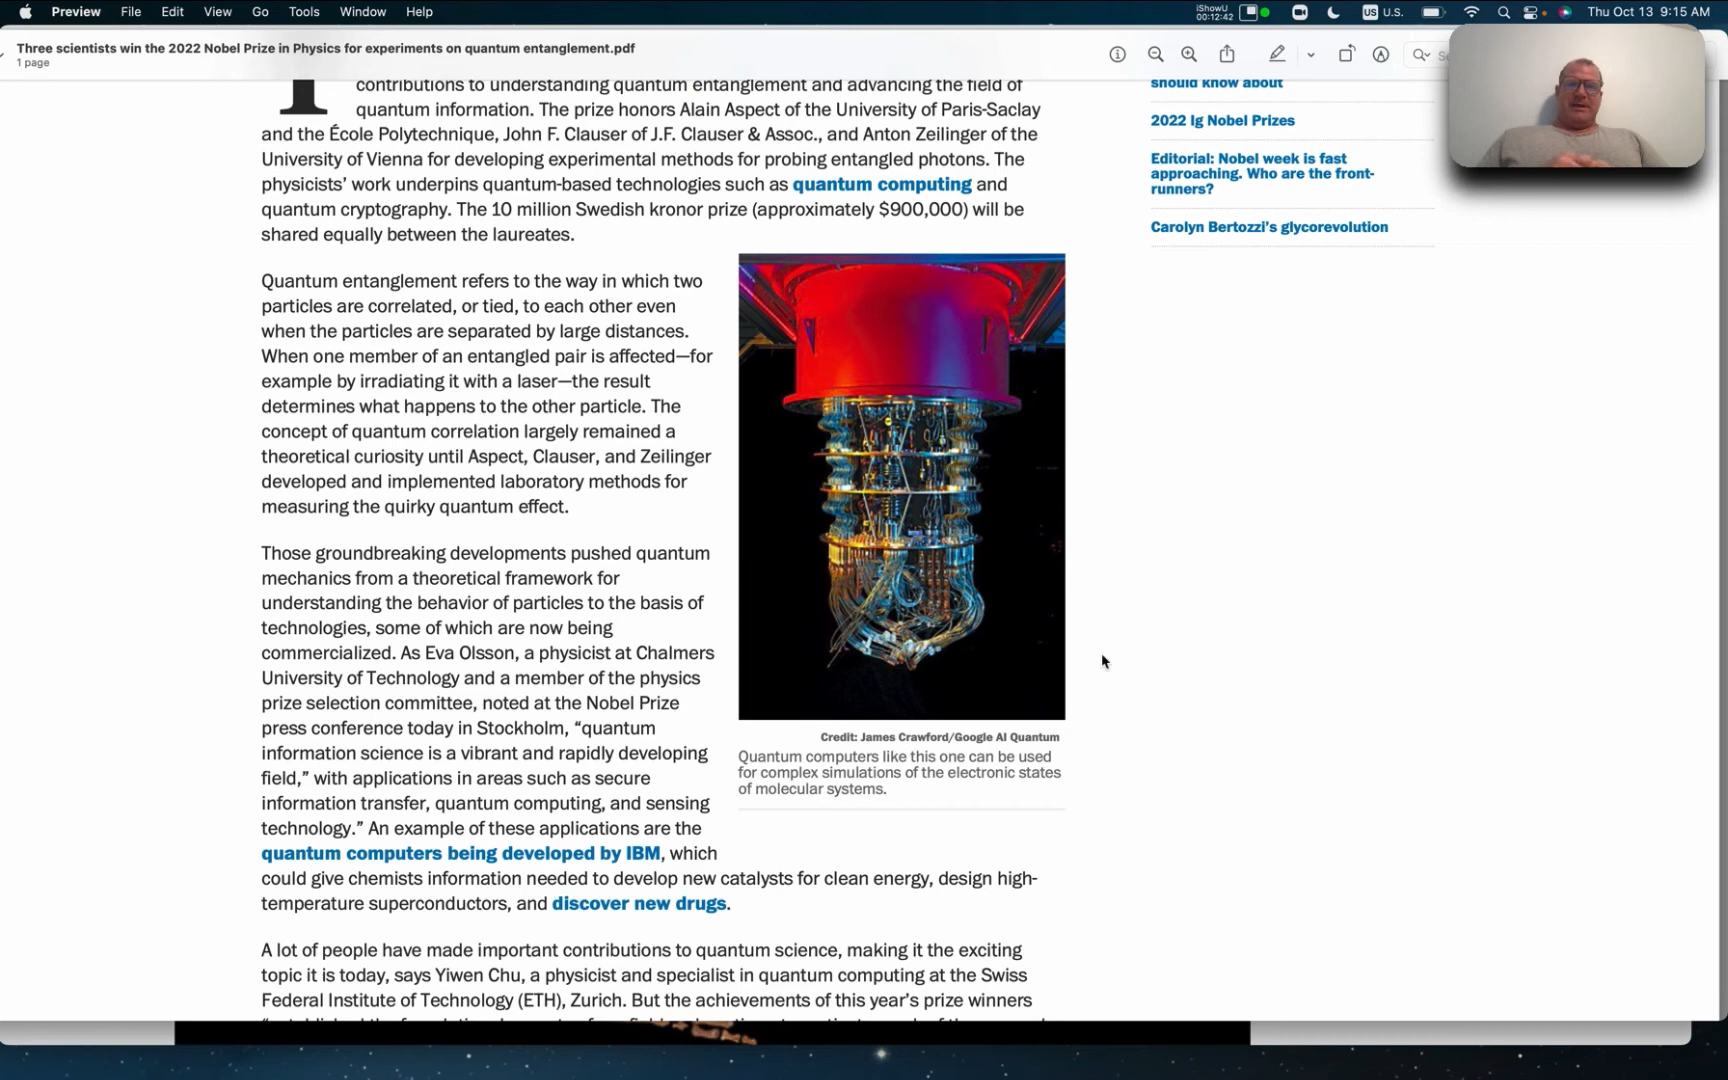 Preview File Edit View Go Tools Window Help
iShowU
00:12:42
US U.S.
Thu Oct 13 9:15 AM
Three scientists win the 2022 Nobel Prize in Physics for experiments on quantum entanglement.pdf
1 page
contributions to understanding quantum entanglement and advancing the field of
quantum information. The prize honors Alain Aspect of the University of Paris-Saclay
and the École Polytechnique, John F. Clauser of J.F. Clauser & Assoc., and Anton Zeilinger of the
University of Vienna for developing experimental methods for probing entangled photons. The
physicists’ work underpins quantum-based technologies such as quantum computing and
quantum cryptography. The 10 million Swedish kronor prize (approximately $900,000) will be
shared equally between the laureates.
Quantum entanglement refers to the way in which two
particles are correlated, or tied, to each other even
when the particles are separated by large distances.
When one member of an entangled pair is affected—for
example by irradiating it with a laser—the result
determines what happens to the other particle. The
concept of quantum correlation largely remained a
theoretical curiosity until Aspect, Clauser, and Zeilinger
developed and implemented laboratory methods for
measuring the quirky quantum effect.
Those groundbreaking developments pushed quantum
mechanics from a theoretical framework for
understanding the behavior of particles to the basis of
technologies, some of which are now being
commercialized. As Eva Olsson, a physicist at Chalmers
University of Technology and a member of the physics
prize selection committee, noted at the Nobel Prize
press conference today in Stockholm, “quantum
information science is a vibrant and rapidly developing
field,” with applications in areas such as secure
information transfer, quantum computing, and sensing
technology.” An example of these applications are the
quantum computers being developed by IBM, which
could give chemists information needed to develop new catalysts for clean energy, design high-
temperature superconductors, and discover new drugs.
A lot of people have made important contributions to quantum science, making it the exciting
topic it is today, says Yiwen Chu, a physicist and specialist in quantum computing at the Swiss
Federal Institute of Technology (ETH), Zurich. But the achievements of this year’s prize winners
Credit: James Crawford/Google AI Quantum
Quantum computers like this one can be used
for complex simulations of the electronic states
of molecular systems.
should know about
2022 Ig Nobel Prizes
Editorial: Nobel week is fast
approaching. Who are the front-
runners?
Carolyn Bertozzi’s glycorevolution